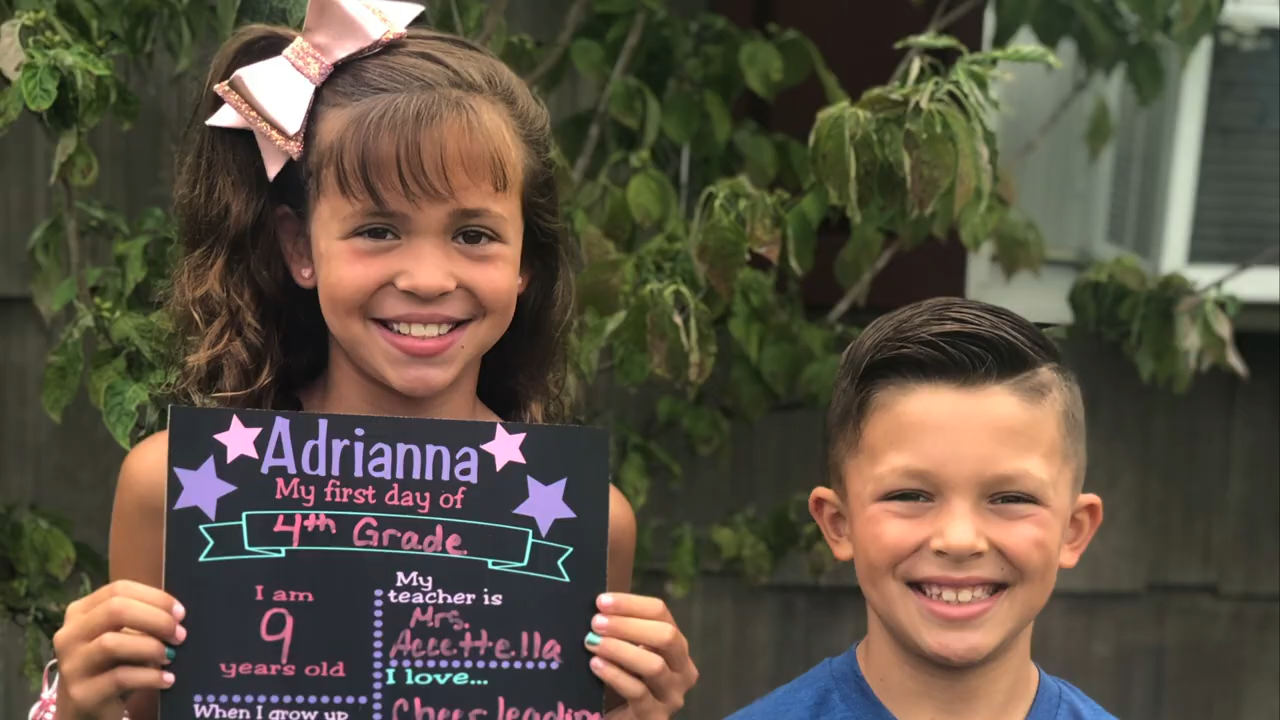 Adrianna
My first day of
4th Grade
I am
9
years old
My
teacher is
Mrs.
Accettella
I love...
Cheerleading
When I grow up